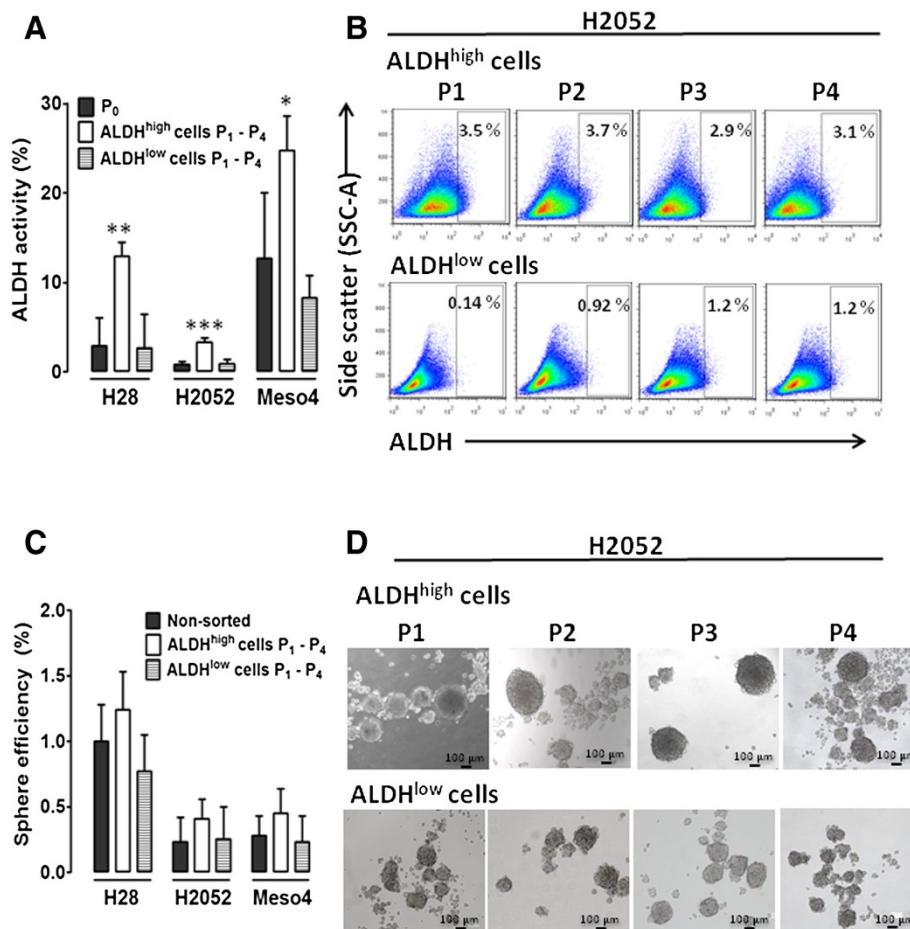 A
30
20
10
0
ALDH activity (%)
P0
ALDHhigh cells P1 - P4
ALDHlow cells P1 - P4
**
***
*
H28
H2052
Meso4
B
H2052
ALDHhigh cells
P1
P2
P3
P4
3.5 %
3.7 %
2.9 %
3.1 %
ALDHlow cells
0.14 %
0.92 %
1.2 %
1.2 %
Side scatter (SSC-A)
ALDH
C
2.0
1.5
1.0
0.5
0.0
Sphere efficiency (%)
Non-sorted
ALDHhigh cells P1 - P4
ALDHlow cells P1 - P4
H28
H2052
Meso4
D
H2052
ALDHhigh cells
P1
P2
P3
P4
100 µm
100 µm
100 µm
100 µm
ALDHlow cells
100 µm
100 µm
100 µm
100 µm